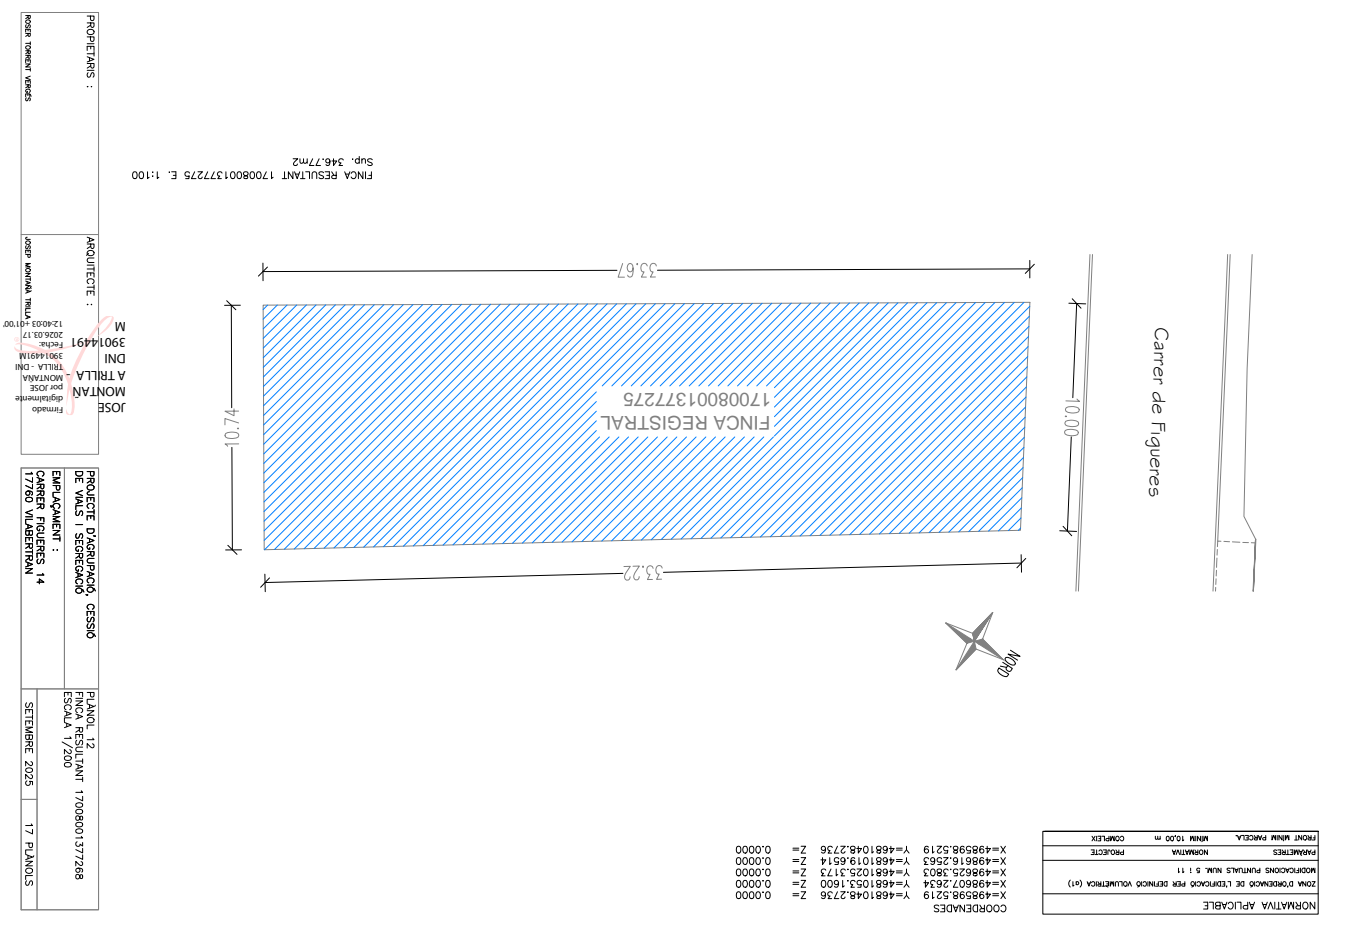 PROPIETARIS :
ROSER TORRENT VERGÉS
ARQUITECTE :
JOSEP MONTAÑA TRILLA
JOSE
MONTAÑ
A TRILLA -
DNI
39014491
M
Firmado
digitalmente
por JOSE
MONTAÑA
TRILLA - DNI
39014491M
Fecha:
2026.03.17
12:40:03 +01'00'
PROJECTE D'AGRUPACIÓ, CESSIÓ
DE VIALS I SEGREGACIÓ
EMPLAÇAMENT :
CARRER FIGUERES 14
17760 VILABERTRAN
PLÀNOL 12
FINCA RESULTANT 17008001377268
ESCALA 1/200
SETEMBRE 2025
17 PLÀNOLS
FINCA RESULTANT 17008001377275 E. 1:100
Sup. 346.77m2
33.67
10.74
FINCA REGISTRAL
17008001377275
10.00
33.22
Carrer de Figueres
NORD
COORDENADES
X=498598.5219 Y=4681048.2736 Z= 0.0000
X=498607.2634 Y=4681053.1600 Z= 0.0000
X=498625.3803 Y=4681025.3173 Z= 0.0000
X=498616.2563 Y=4681019.6514 Z= 0.0000
X=498598.5219 Y=4681048.2736 Z= 0.0000
NORMATIVA APLICABLE
ZONA D'ORDENACIÓ DE L'EDIFICACIÓ PER DEFINICIÓ VOLUMÈTRICA (a1)
MODIFICACIONS PUNTUALS NUM. 5 i 11
PARÀMETRES NORMATIVA PROJECTE
FRONT MÍNIM PARCEL·LA. MÍNIM 10,00 m COMPLEIX